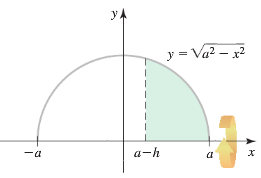 y
y = √a² – x²
–a
a–h
a
x